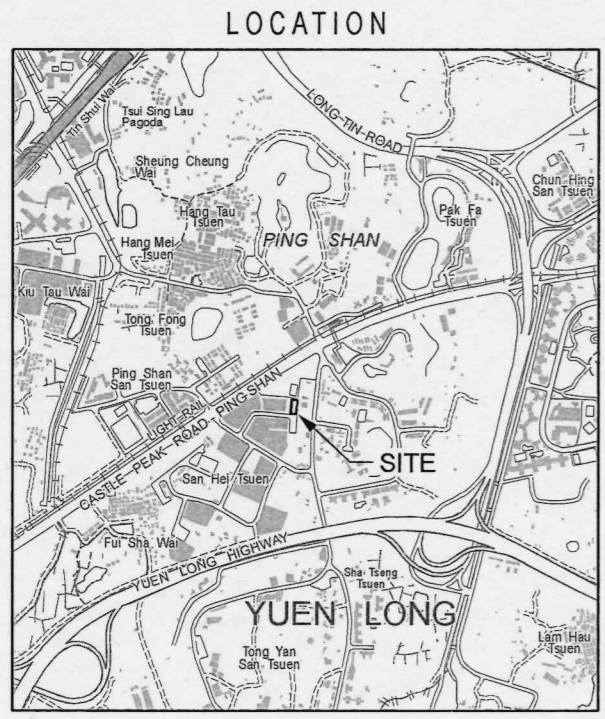 LOCATION
Tin Shui Wai
Tsui Sing Lau
Pagoda
LONG TIN ROAD
Sheung Cheung
Wai
Chun Hing
San Tsuen
Hang Tau
Tsuen
Pak Fa
Tsuen
PING SHAN
Hang Mei
Tsuen
Kiu Tau Wai
Tong Fong
Tsuen
Ping Shan
San Tsuen
LIGHT RAIL
CASTLE PEAK ROAD PING SHAN
SITE
San Hei Tsuen
Fui Sha Wai
YUEN LONG HIGHWAY
Sha Tseng
Tsuen
YUEN LONG
Tong Yan
San Tsuen
Lam Hau
Tsuen